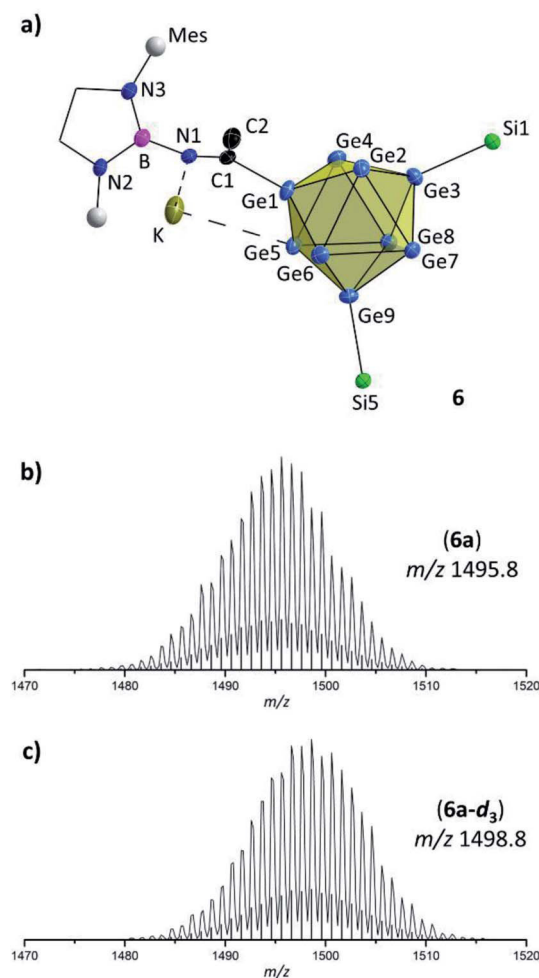 a)
Mes
N3
N1
C2
Ge4
Ge2
Si1
B
C1
Ge3
N2
Ge1
K
Ge5
Ge8
Ge6
Ge7
Ge9
Si5
6
b)
(6a)
m/z 1495.8
1470 1480 1490 1500 1510 1520
m/z
c)
(6a-d3)
m/z 1498.8
1470 1480 1490 1500 1510 1520
m/z